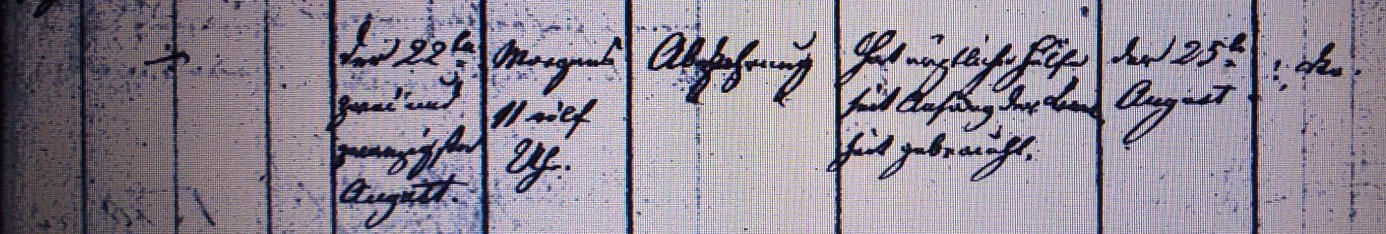 den 22ten
zwei und
zwanzigsten
August.
Morgens
11 eilf
Uhr.
Abzehrung
Hat ärztliche Hülfe
seit Anfang der Krank
heit gebraucht.
den 25ten
August